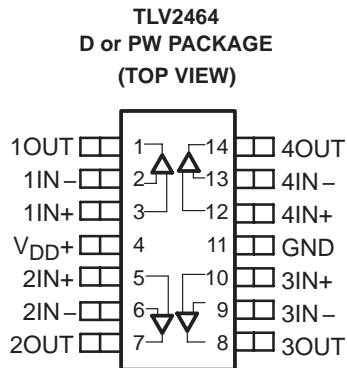 TLV2464
D or PW PACKAGE
(TOP VIEW)
1OUT 1 14 4OUT
1IN − 2 13 4IN −
1IN+ 3 12 4IN+
VDD+ 4 11 GND
2IN+ 5 10 3IN+
2IN − 6 9 3IN −
2OUT 7 8 3OUT